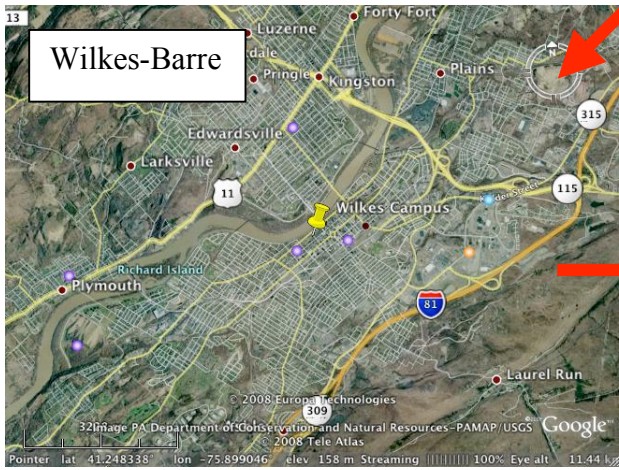 13
Forty Fort
Luzerne
Wilkes-Barre
dale
Pringle
Kingston
Plains
N
315
Edwardsville
Larksville
11
115
Street
Wilkes Campus
Richard Island
Plymouth
81
Laurel Run
© 2008 Europa Technologies
309
Image PA Department of Conservation and Natural Resources-PAMAP/USGS
© 2008 Tele Atlas
Google
Pointer lat 41.248338° lon -75.899046 elev 158 m Streaming |||||||||| 100% Eye alt 11.44 k